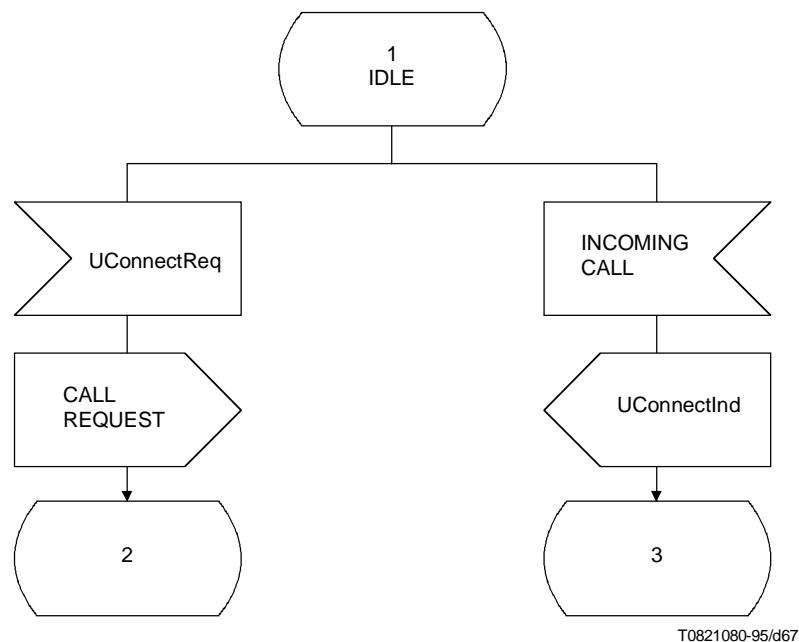 1
IDLE
UConnectReq
INCOMING
CALL
CALL
REQUEST
UConnectInd
2
3
T0821080-95/d67